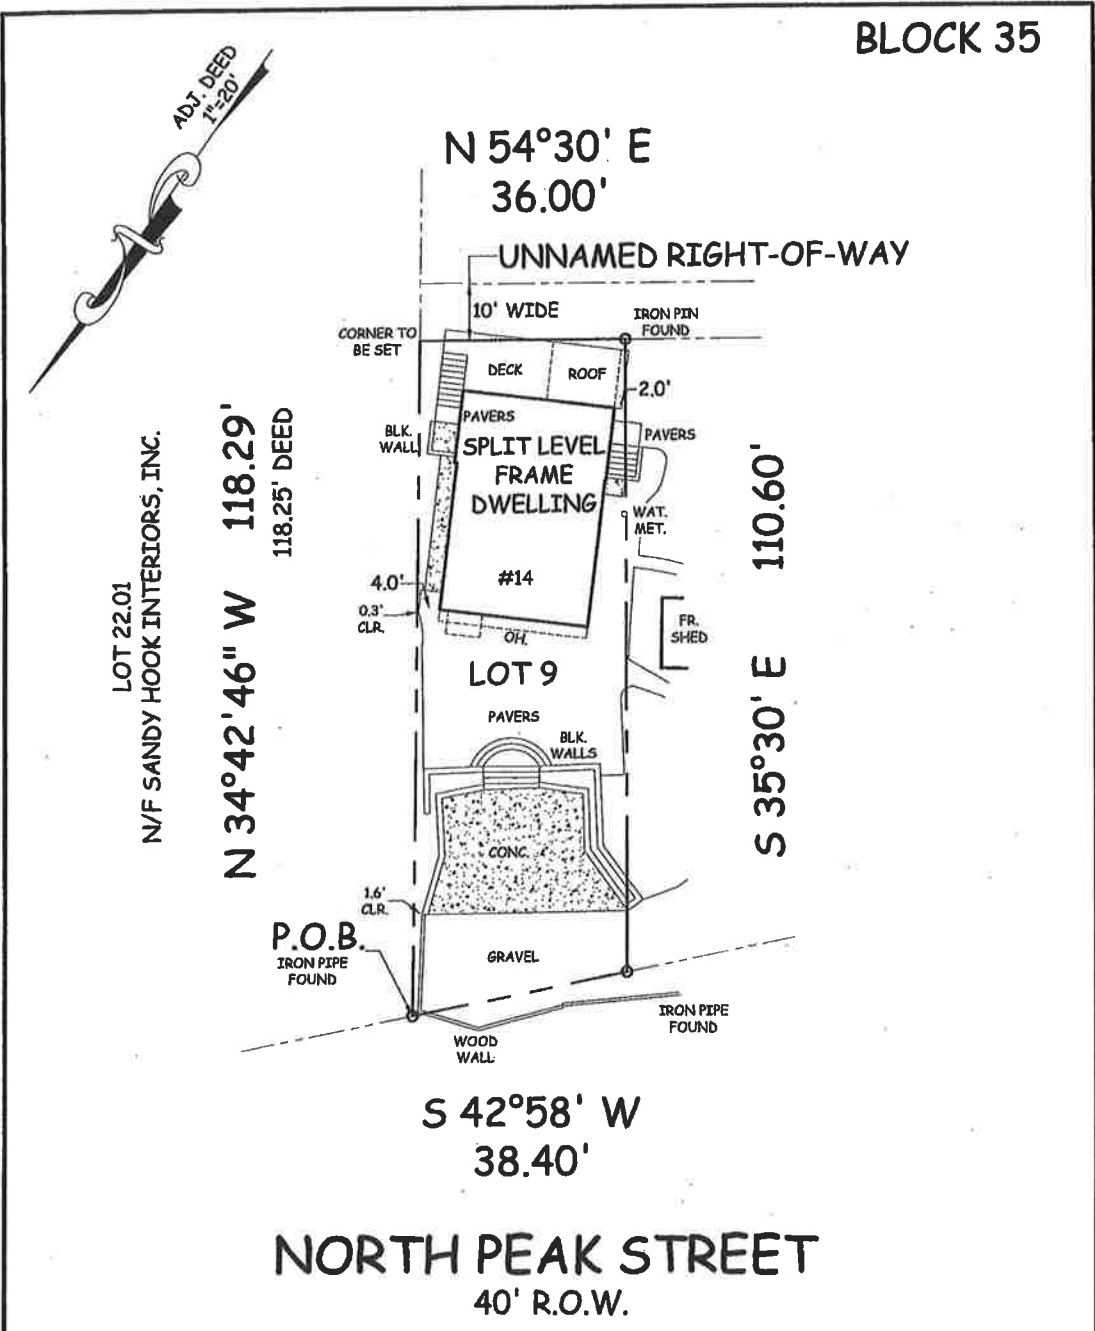 BLOCK 35
ADJ. DEED
1"=20'
N 54°30' E
36.00'
UNNAMED RIGHT-OF-WAY
10' WIDE
IRON PIN
FOUND
CORNER TO
BE SET
DECK
ROOF
2.0'
PAVERS
BLK.
WALL
PAVERS
SPLIT LEVEL
FRAME
DWELLING
WAT.
MET.
#14
4.0'
0.3'
CLR.
OH.
FR.
SHED
LOT 9
LOT 22.01
N/F SANDY HOOK INTERIORS, INC.
N 34°42'46" W 118.29'
118.25' DEED
S 35°30' E 110.60'
PAVERS
BLK.
WALLS
CONC.
1.6'
CLR.
P.O.B.
IRON PIPE
FOUND
GRAVEL
IRON PIPE
FOUND
WOOD
WALL
S 42°58' W
38.40'
NORTH PEAK STREET
40' R.O.W.